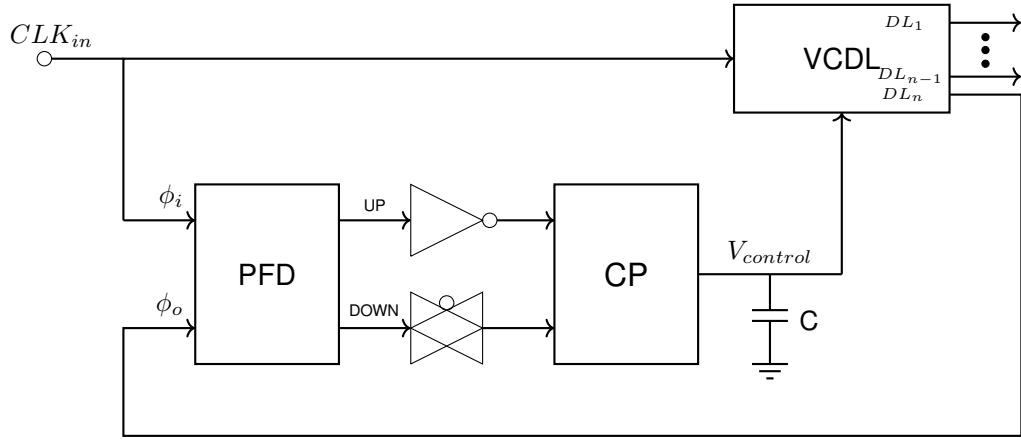 CLK_in
DL_1
VCDL
DL_{n-1}
DL_n
ϕ_i
UP
PFD
CP
V_control
ϕ_o
DOWN
C